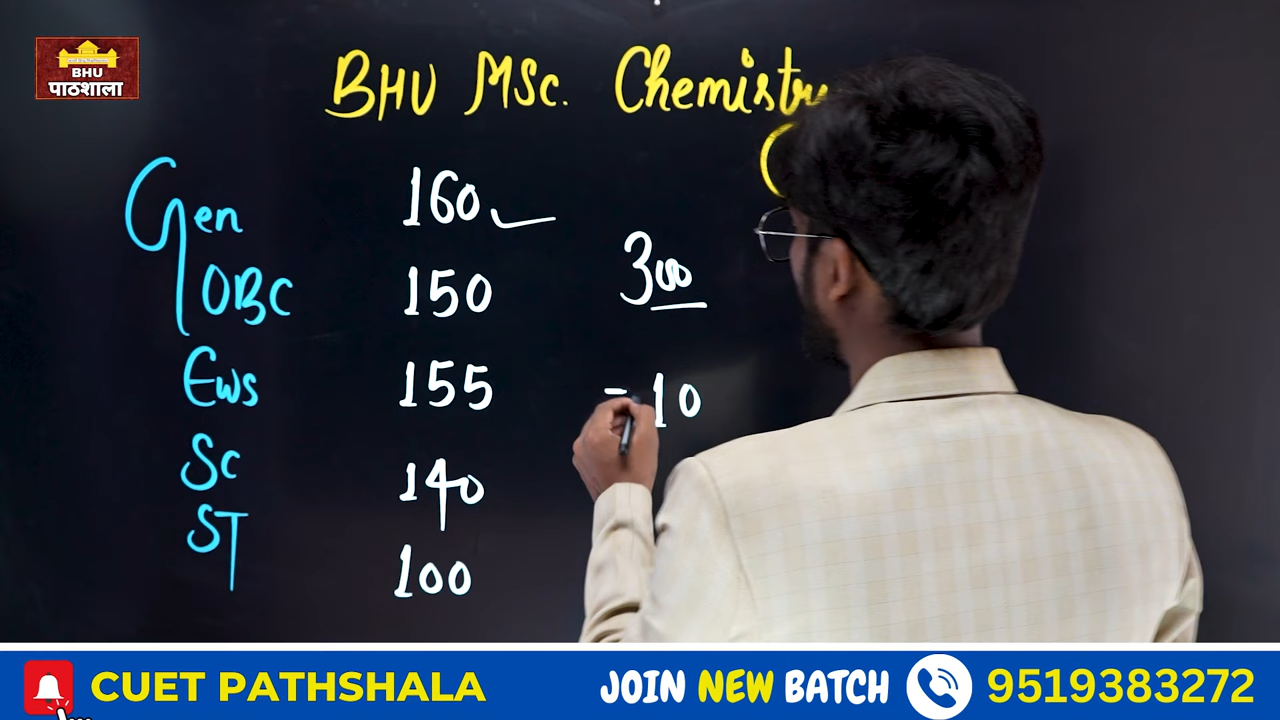 BHU
पाठशाला
BHU MSc. Chemistry
Gen 160
300
OBC 150
Ews 155 - 10
Sc 140
ST 100
CUET PATHSHALA JOIN NEW BATCH 9519383272